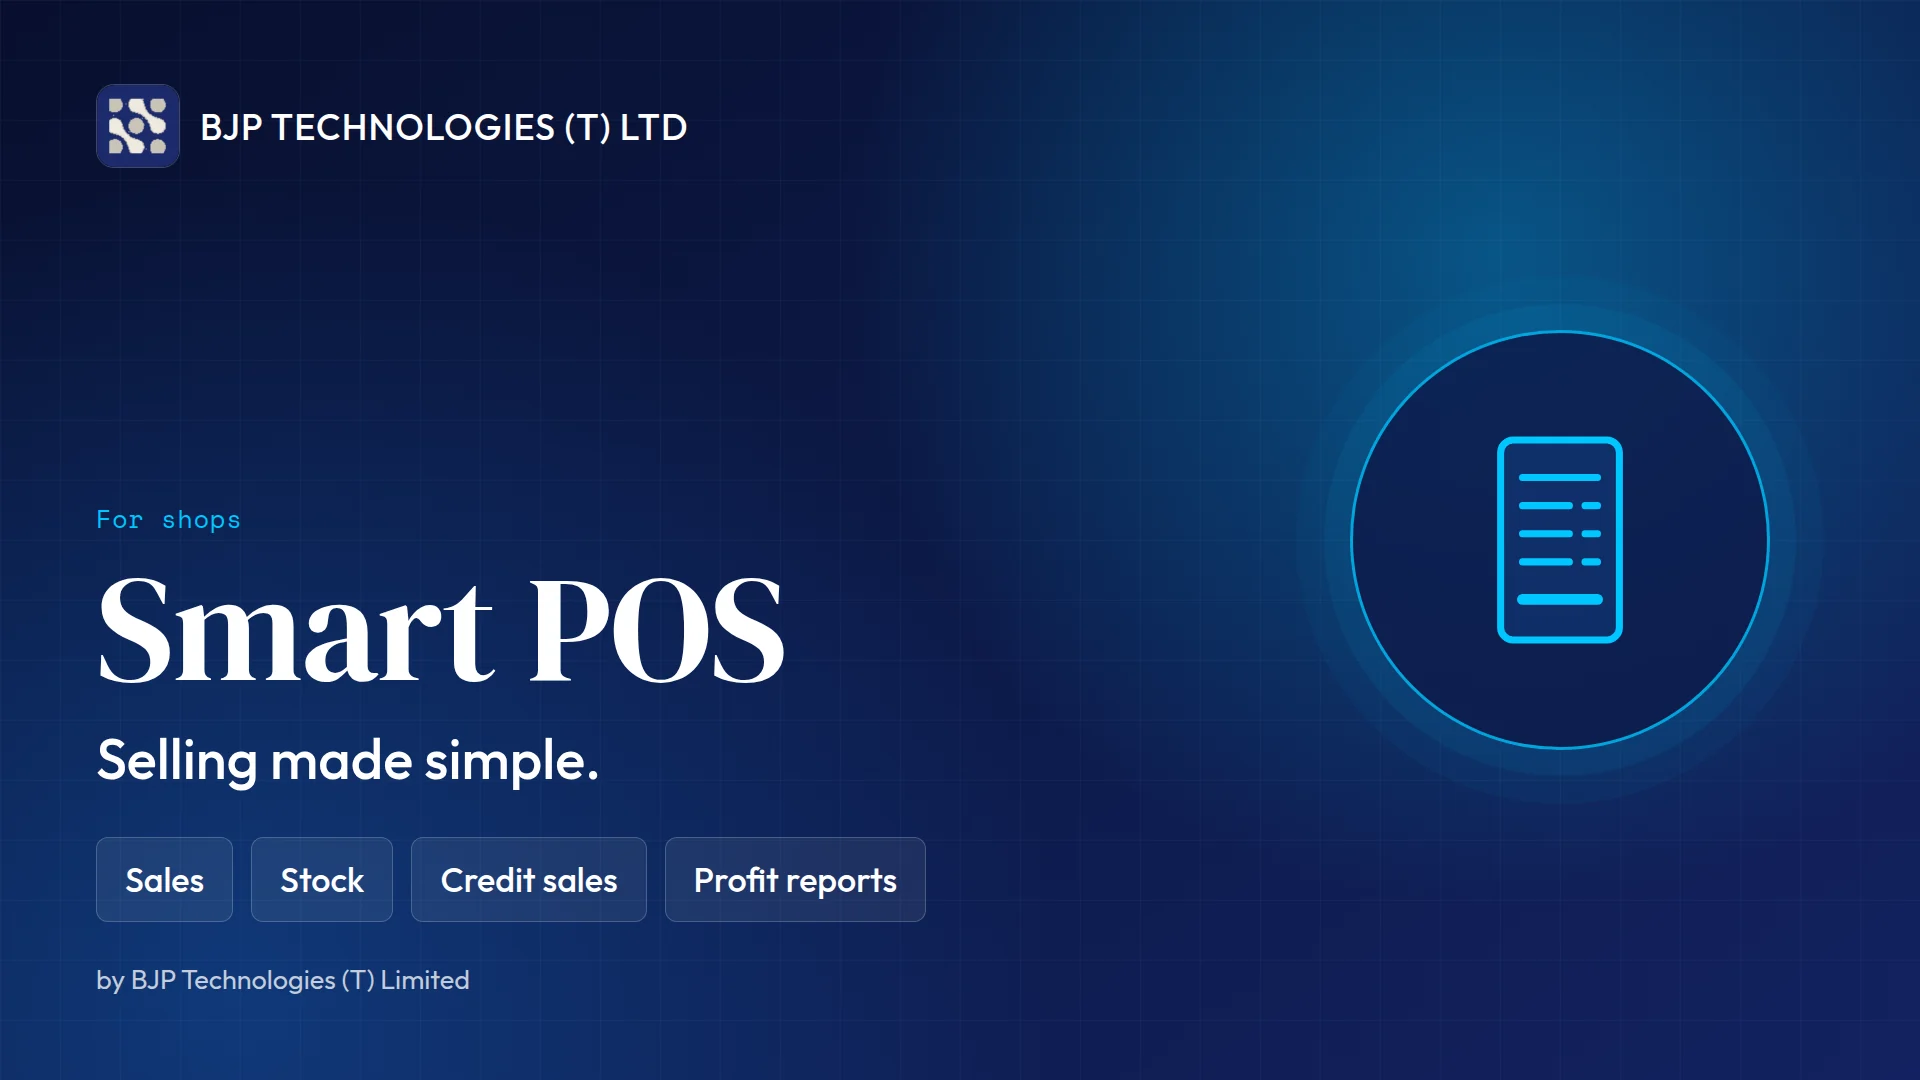 BJP TECHNOLOGIES (T) LTD
For shops
Smart POS
Selling made simple.
Sales
Stock
Credit sales
Profit reports
by BJP Technologies (T) Limited